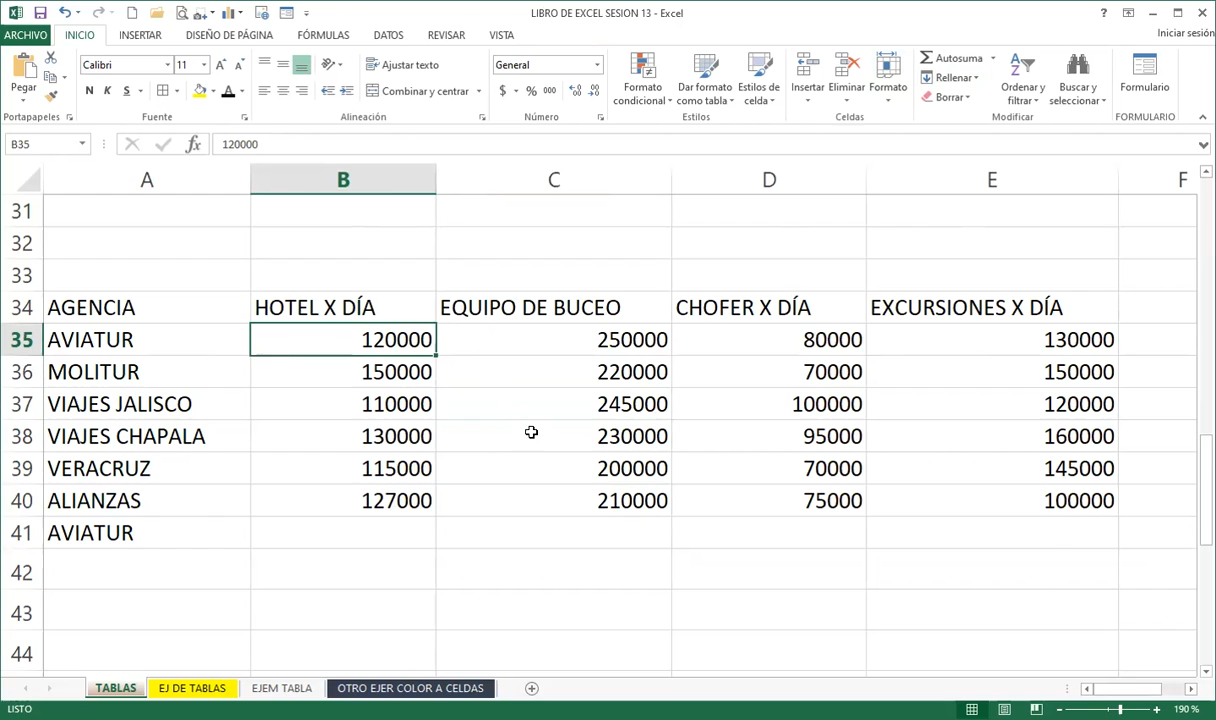 LIBRO DE EXCEL SESION 13 - Excel
ARCHIVO INICIO INSERTAR DISEÑO DE PÁGINA FÓRMULAS DATOS REVISAR VISTA Iniciar sesión
Pegar
Calibri 11
N K S
Ajustar texto
Combinar y centrar
General
$ % 000
Formato condicional
Dar formato como tabla
Estilos de celda
Insertar Eliminar Formato
Autosuma
Rellenar
Borrar
Ordenar y filtrar
Buscar y seleccionar
Formulario
Portapapeles Fuente Alineación Número Estilos Celdas Modificar FORMULARIO
B35 fx 120000
A B C D E F
31
32
33
34 AGENCIA HOTEL X DÍA EQUIPO DE BUCEO CHOFER X DÍA EXCURSIONES X DÍA
35 AVIATUR 120000 250000 80000 130000
36 MOLITUR 150000 220000 70000 150000
37 VIAJES JALISCO 110000 245000 100000 120000
38 VIAJES CHAPALA 130000 230000 95000 160000
39 VERACRUZ 115000 200000 70000 145000
40 ALIANZAS 127000 210000 75000 100000
41 AVIATUR
42
43
44
TABLAS EJ DE TABLAS EJEM TABLA OTRO EJER COLOR A CELDAS
LISTO 190 %